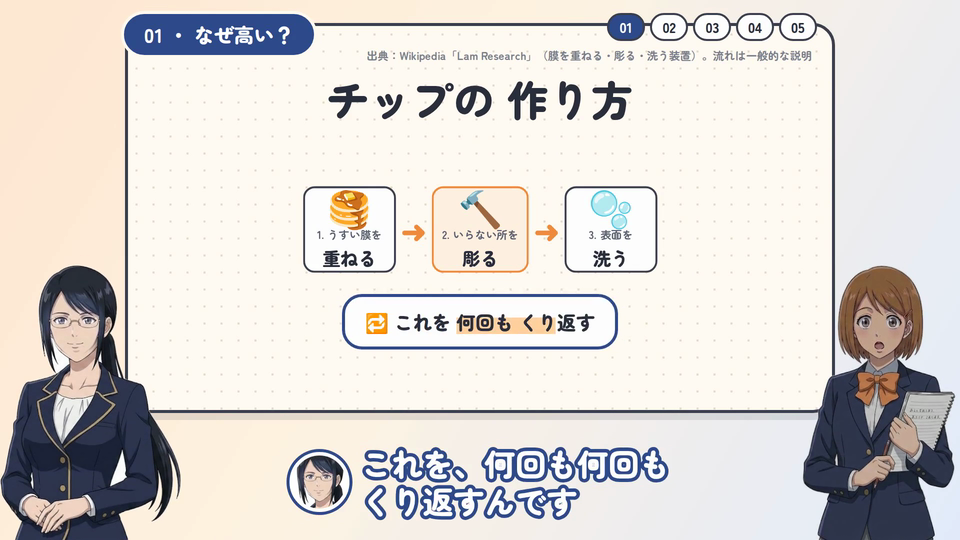 01 ・ なぜ高い？
01 02 03 04 05
出典：Wikipedia「Lam Research」（膜を重ねる・彫る・洗う装置）。流れは一般的な説明
チップの 作り方
1. うすい膜を
重ねる
2. いらない所を
彫る
3. 表面を
洗う
これを 何回も くり返す
これを、何回も何回も
くり返すんです